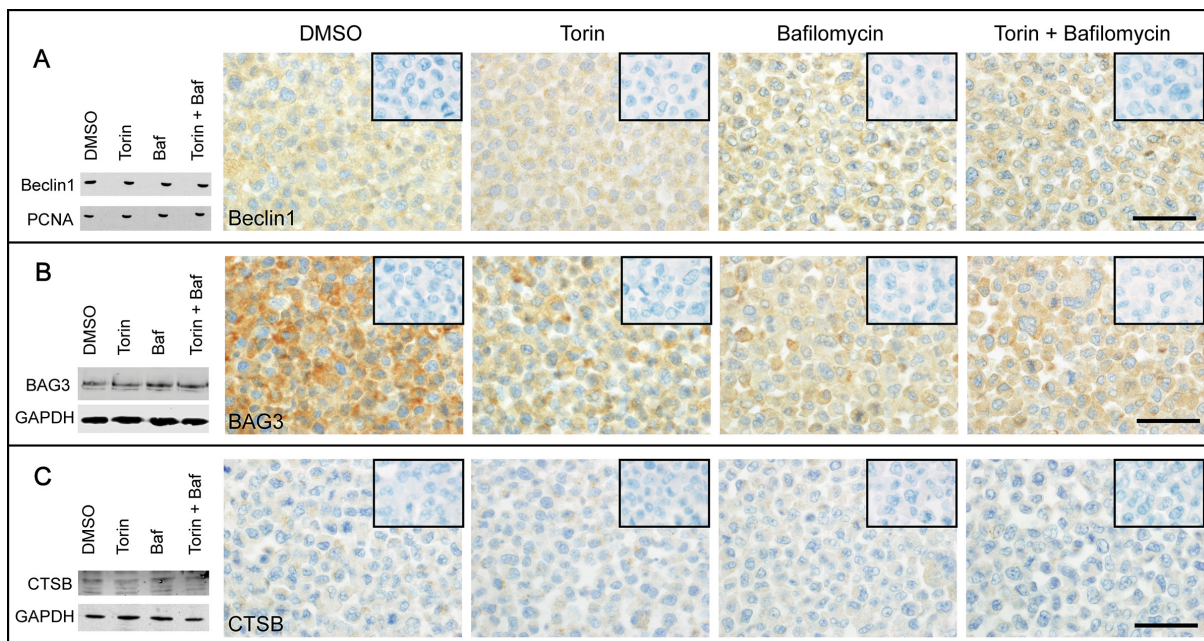 DMSO Torin Bafilomycin Torin + Bafilomycin
A
DMSO Torin Baf Torin + Baf
Beclin1
PCNA
Beclin1
B
DMSO Torin Baf Torin + Baf
BAG3
GAPDH
BAG3
C
DMSO Torin Baf Torin + Baf
CTSB
GAPDH
CTSB